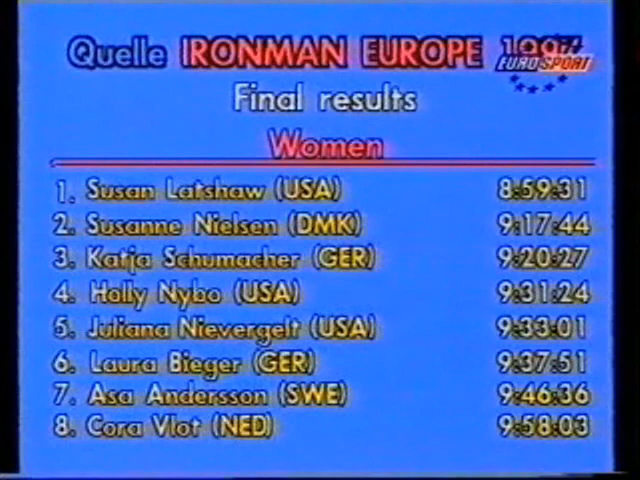 Quelle IRONMAN EUROPE 1997
EUROSPORT
Final results
Women
1. Susan Latshaw (USA) 8:59:31
2. Susanne Nielsen (DMK) 9:17:44
3. Katja Schumacher (GER) 9:20:27
4. Holly Nybo (USA) 9:31:24
5. Juliana Nievergelt (USA) 9:33:01
6. Laura Bieger (GER) 9:37:51
7. Asa Andersson (SWE) 9:46:36
8. Cora Vlot (NED) 9:58:03